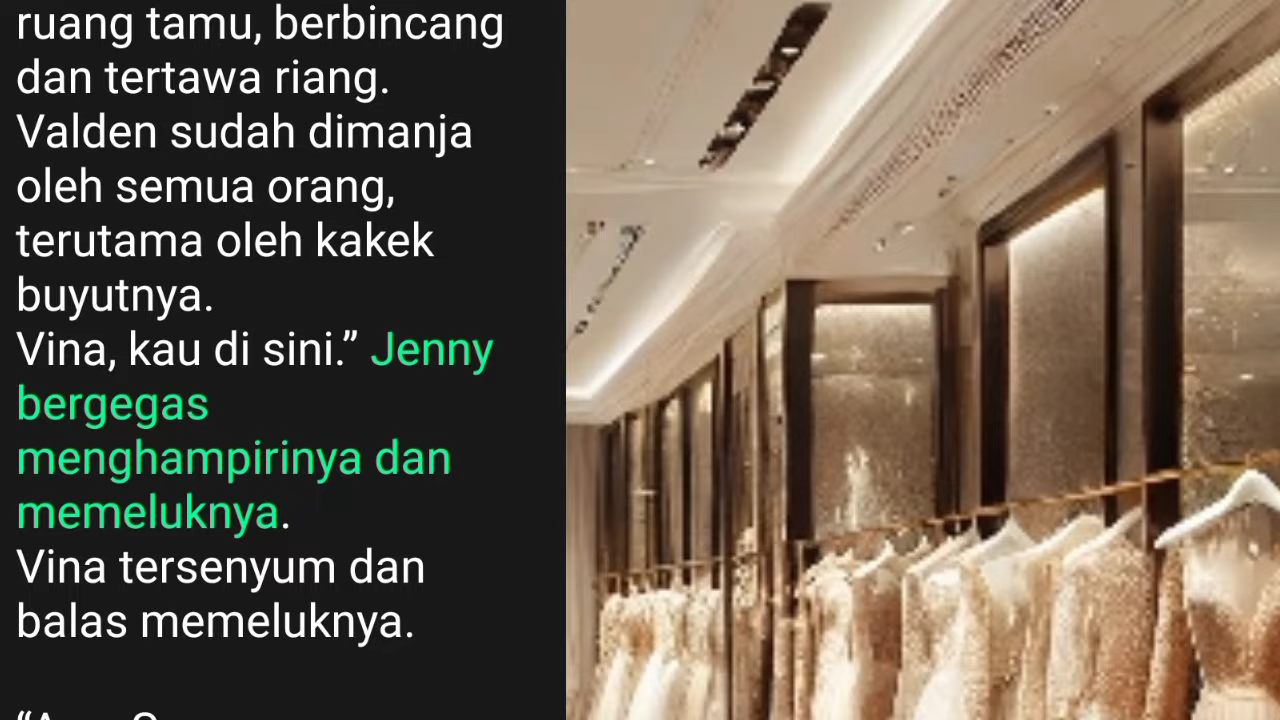 ruang tamu, berbincang
dan tertawa riang.
Valden sudah dimanja
oleh semua orang,
terutama oleh kakek
buyutnya.
Vina, kau di sini.” Jenny
bergegas
menghampirinya dan
memeluknya.
Vina tersenyum dan
balas memeluknya.